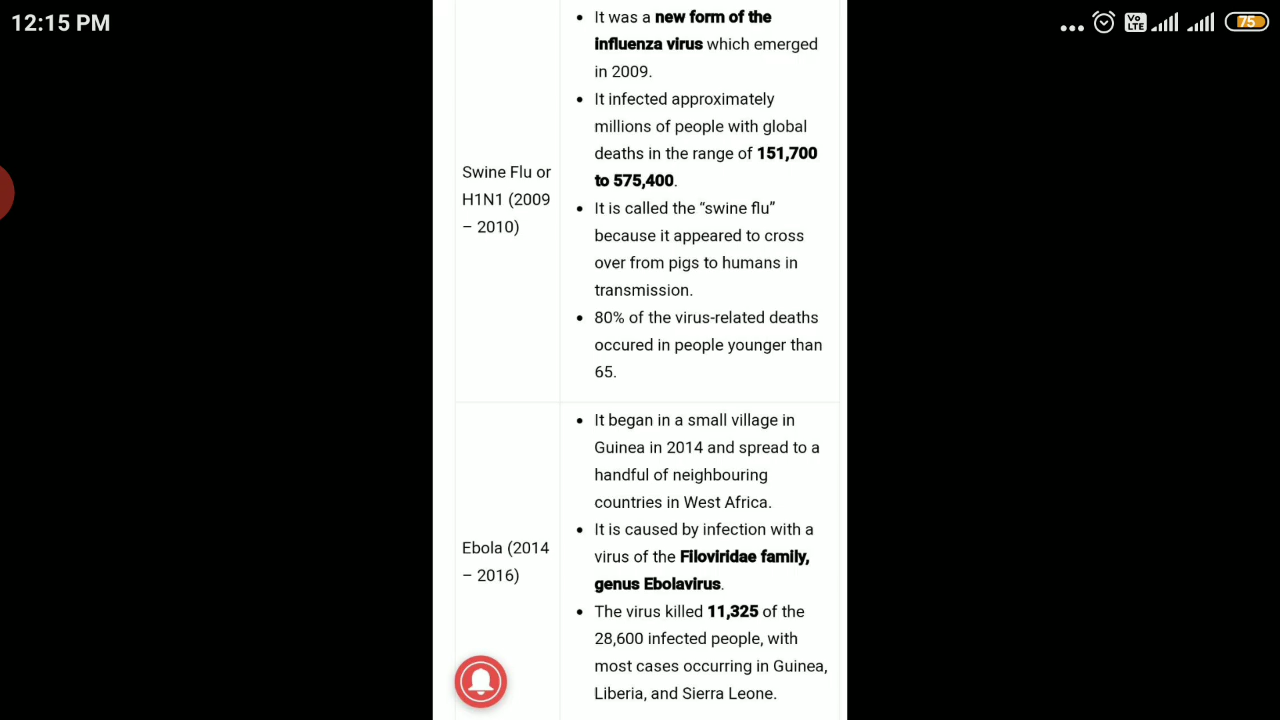 12:15 PM
Vo
LTE
75
• It was a new form of the
influenza virus which emerged
in 2009.
• It infected approximately
millions of people with global
deaths in the range of 151,700
to 575,400.
Swine Flu or
H1N1 (2009
– 2010)
• It is called the “swine flu”
because it appeared to cross
over from pigs to humans in
transmission.
• 80% of the virus-related deaths
occured in people younger than
65.
• It began in a small village in
Guinea in 2014 and spread to a
handful of neighbouring
countries in West Africa.
• It is caused by infection with a
virus of the Filoviridae family,
genus Ebolavirus.
Ebola (2014
– 2016)
• The virus killed 11,325 of the
28,600 infected people, with
most cases occurring in Guinea,
Liberia, and Sierra Leone.